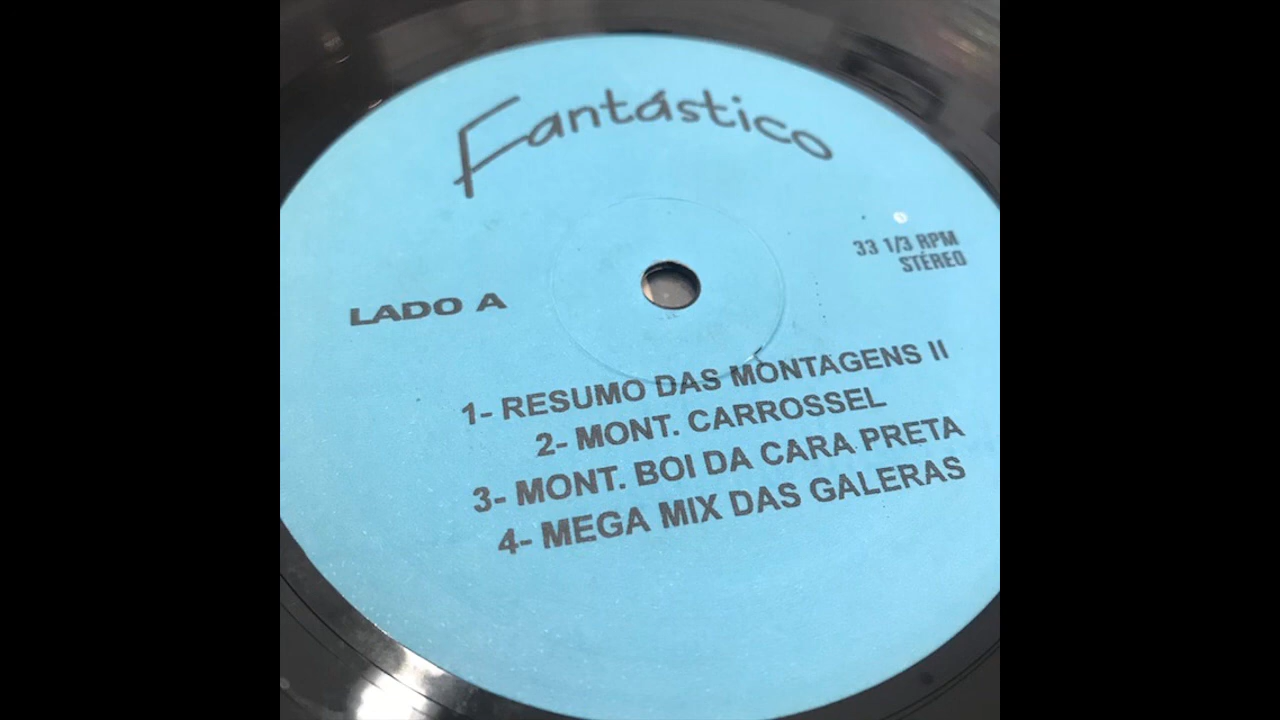 Fantástico
33 1/3 RPM
STÉREO
LADO A
1- RESUMO DAS MONTAGENS II
2- MONT. CARROSSEL
3- MONT. BOI DA CARA PRETA
4- MEGA MIX DAS GALERAS